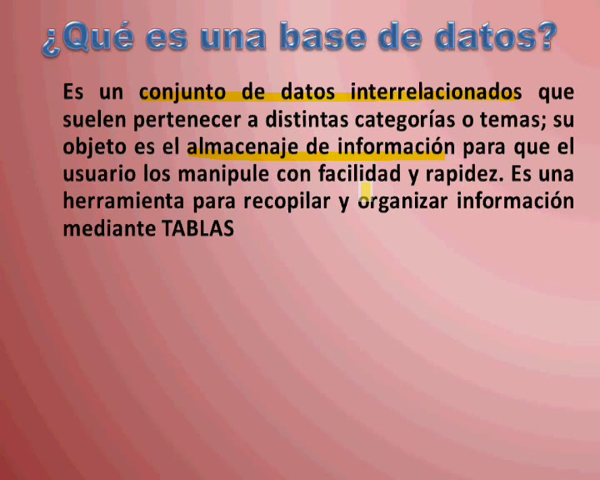 ¿Qué es una base de datos?
Es un conjunto de datos interrelacionados que
suelen pertenecer a distintas categorías o temas; su
objeto es el almacenaje de información para que el
usuario los manipule con facilidad y rapidez. Es una
herramienta para recopilar y organizar información
mediante TABLAS